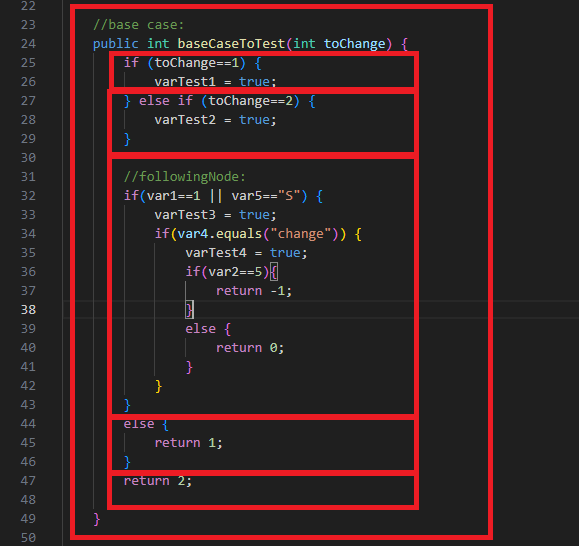 22
23 //base case:
24 public int baseCaseToTest(int toChange) {
25 if (toChange==1) {
26 varTest1 = true;
27 } else if (toChange==2) {
28 varTest2 = true;
29 }
30
31 //followingNode:
32 if(var1==1 || var5=="S") {
33 varTest3 = true;
34 if(var4.equals("change")) {
35 varTest4 = true;
36 if(var2==5){
37 return -1;
38 }
39 else {
40 return 0;
41 }
42 }
43 }
44 else {
45 return 1;
46 }
47 return 2;
48
49 }
50